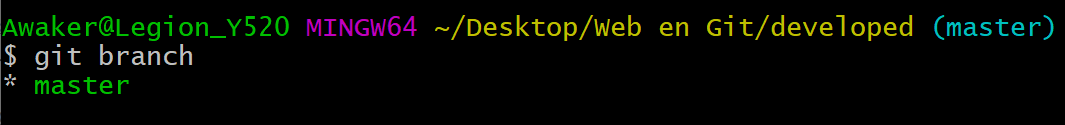 Awaker@Legion_Y520 MINGW64 ~/Desktop/Web en Git/developed (master)
$ git branch
* master